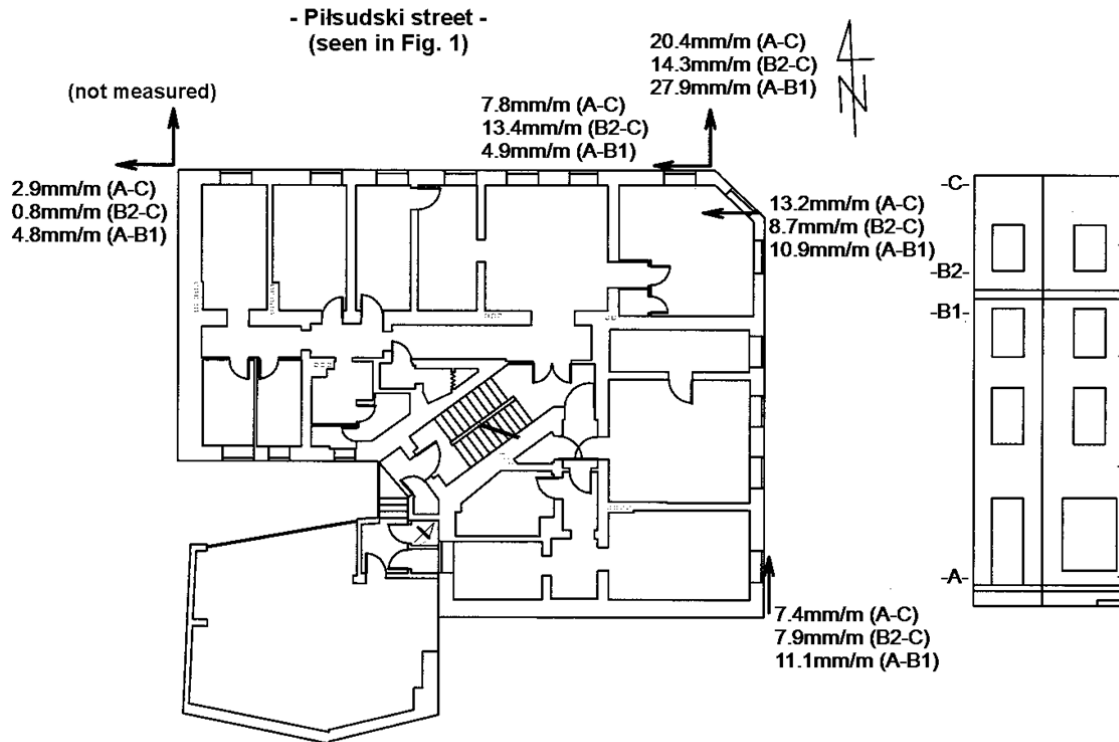 - Piłsudski street -
(seen in Fig. 1)
20.4mm/m (A-C)
14.3mm/m (B2-C)
27.9mm/m (A-B1)
N
(not measured)
7.8mm/m (A-C)
13.4mm/m (B2-C)
4.9mm/m (A-B1)
2.9mm/m (A-C)
0.8mm/m (B2-C)
4.8mm/m (A-B1)
13.2mm/m (A-C)
8.7mm/m (B2-C)
10.9mm/m (A-B1)
-C-
-B2-
-B1-
-A-
7.4mm/m (A-C)
7.9mm/m (B2-C)
11.1mm/m (A-B1)